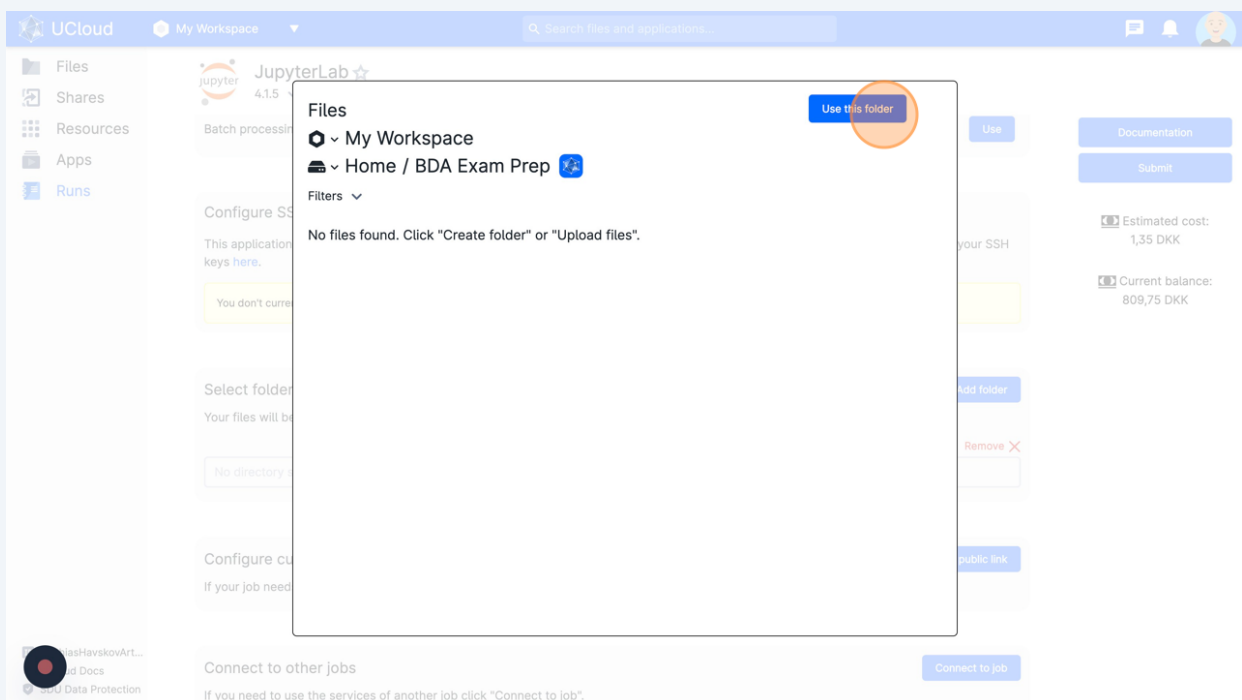 UCloud
My Workspace
Search files and applications...
Files
Shares
Resources
Apps
Runs
jupyter
JupyterLab
4.1.5
Batch
Use
Documentation
Submit
Estimated cost:
1,35 DKK
Current balance:
809,75 DKK
Files
Use this folder
My Workspace
Home / BDA Exam Prep
Filters
No files found. Click "Create folder" or "Upload files".
Configure
This application
your SSH
keys here.
You don't
Select folder
Add folder
Your files will
Remove
No directory
Configure
public link
If your job need
Connect to other jobs
Connect to job
If you need to use the services of another job click "Connect to job".
Docs
SDU Data Protection